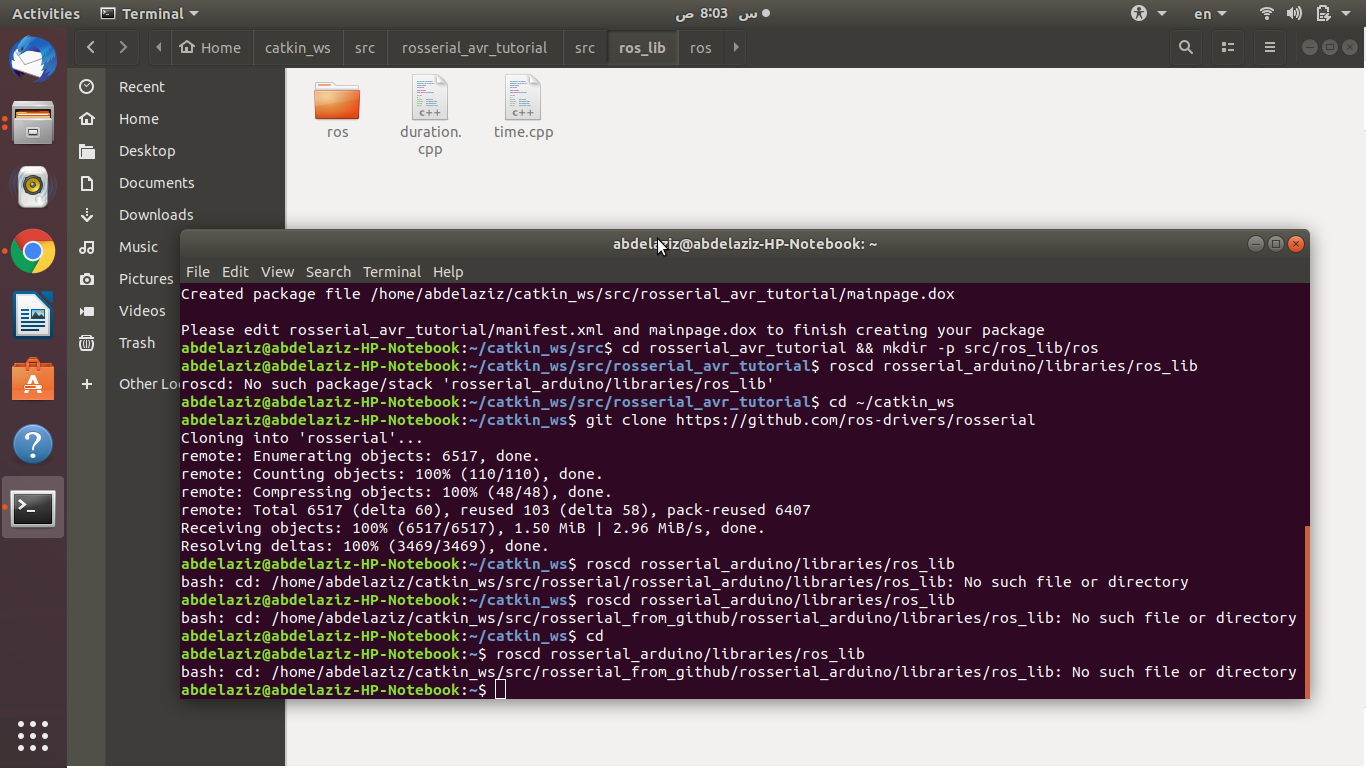 Activities Terminal ● س 8:03 ص en
Home catkin_ws src rosserial_avr_tutorial src ros_lib ros
Recent
Home
Desktop
Documents
Downloads
Music
Pictures
Videos
Trash
Other Lo
ros
duration.
cpp
time.cpp
c++
c++
abdelaziz@abdelaziz-HP-Notebook: ~
File Edit View Search Terminal Help
Created package file /home/abdelaziz/catkin_ws/src/rosserial_avr_tutorial/mainpage.dox
Please edit rosserial_avr_tutorial/manifest.xml and mainpage.dox to finish creating your package
abdelaziz@abdelaziz-HP-Notebook:~/catkin_ws/src$ cd rosserial_avr_tutorial && mkdir -p src/ros_lib/ros
abdelaziz@abdelaziz-HP-Notebook:~/catkin_ws/src/rosserial_avr_tutorial$ roscd rosserial_arduino/libraries/ros_lib
roscd: No such package/stack 'rosserial_arduino/libraries/ros_lib'
abdelaziz@abdelaziz-HP-Notebook:~/catkin_ws/src/rosserial_avr_tutorial$ cd ~/catkin_ws
abdelaziz@abdelaziz-HP-Notebook:~/catkin_ws$ git clone https://github.com/ros-drivers/rosserial
Cloning into 'rosserial'...
remote: Enumerating objects: 6517, done.
remote: Counting objects: 100% (110/110), done.
remote: Compressing objects: 100% (48/48), done.
remote: Total 6517 (delta 60), reused 103 (delta 58), pack-reused 6407
Receiving objects: 100% (6517/6517), 1.50 MiB | 2.96 MiB/s, done.
Resolving deltas: 100% (3469/3469), done.
abdelaziz@abdelaziz-HP-Notebook:~/catkin_ws$ roscd rosserial_arduino/libraries/ros_lib
bash: cd: /home/abdelaziz/catkin_ws/src/rosserial/rosserial_arduino/libraries/ros_lib: No such file or directory
abdelaziz@abdelaziz-HP-Notebook:~/catkin_ws$ roscd rosserial_arduino/libraries/ros_lib
bash: cd: /home/abdelaziz/catkin_ws/src/rosserial_from_github/rosserial_arduino/libraries/ros_lib: No such file or directory
abdelaziz@abdelaziz-HP-Notebook:~/catkin_ws$ cd
abdelaziz@abdelaziz-HP-Notebook:~$ roscd rosserial_arduino/libraries/ros_lib
bash: cd: /home/abdelaziz/catkin_ws/src/rosserial_from_github/rosserial_arduino/libraries/ros_lib: No such file or directory
abdelaziz@abdelaziz-HP-Notebook:~$